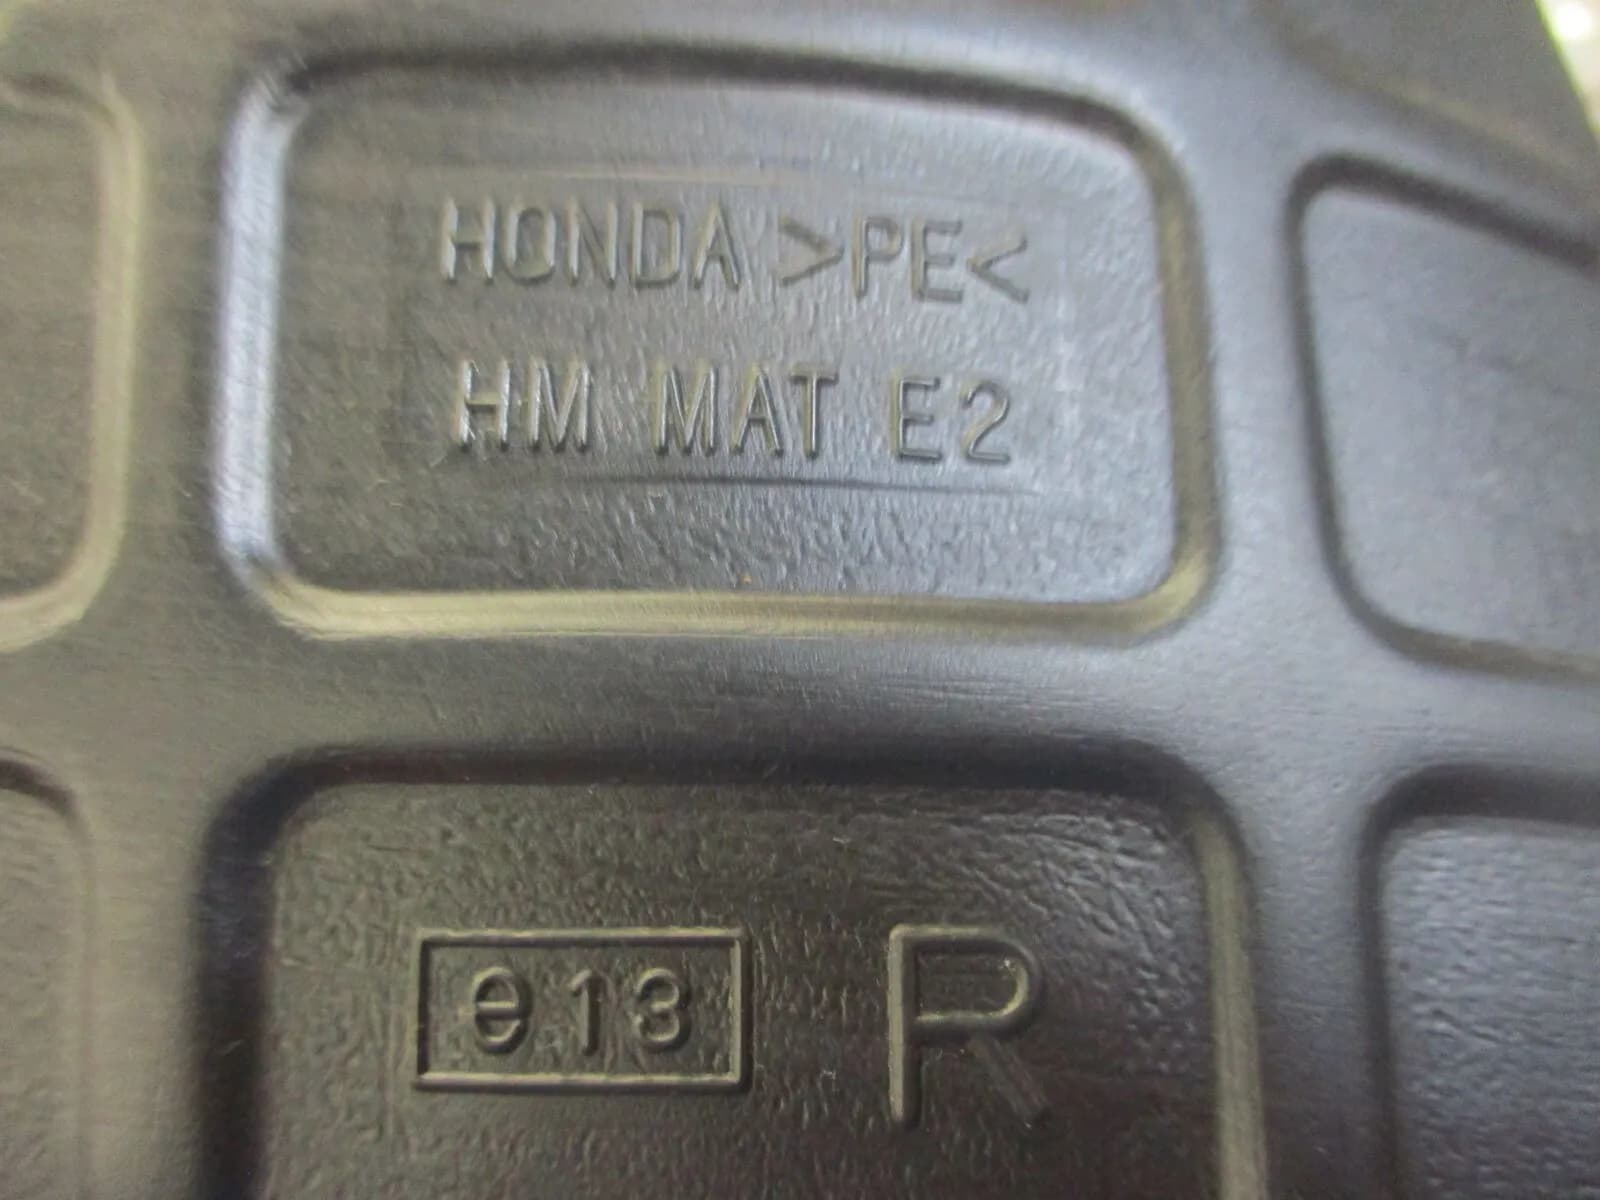 HONDA >PE<
HM MAT E2
e13 R